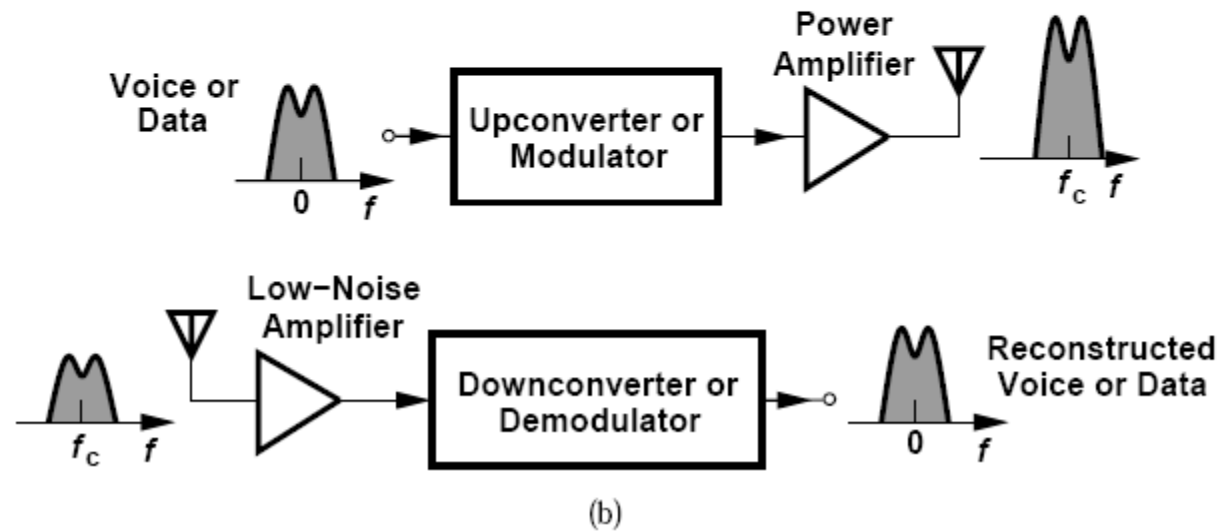 Voice or
Data
0
f
Upconverter or
Modulator
Power
Amplifier
f c
f
f c
f
Low−Noise
Amplifier
Downconverter or
Demodulator
0
f
Reconstructed
Voice or Data
(b)